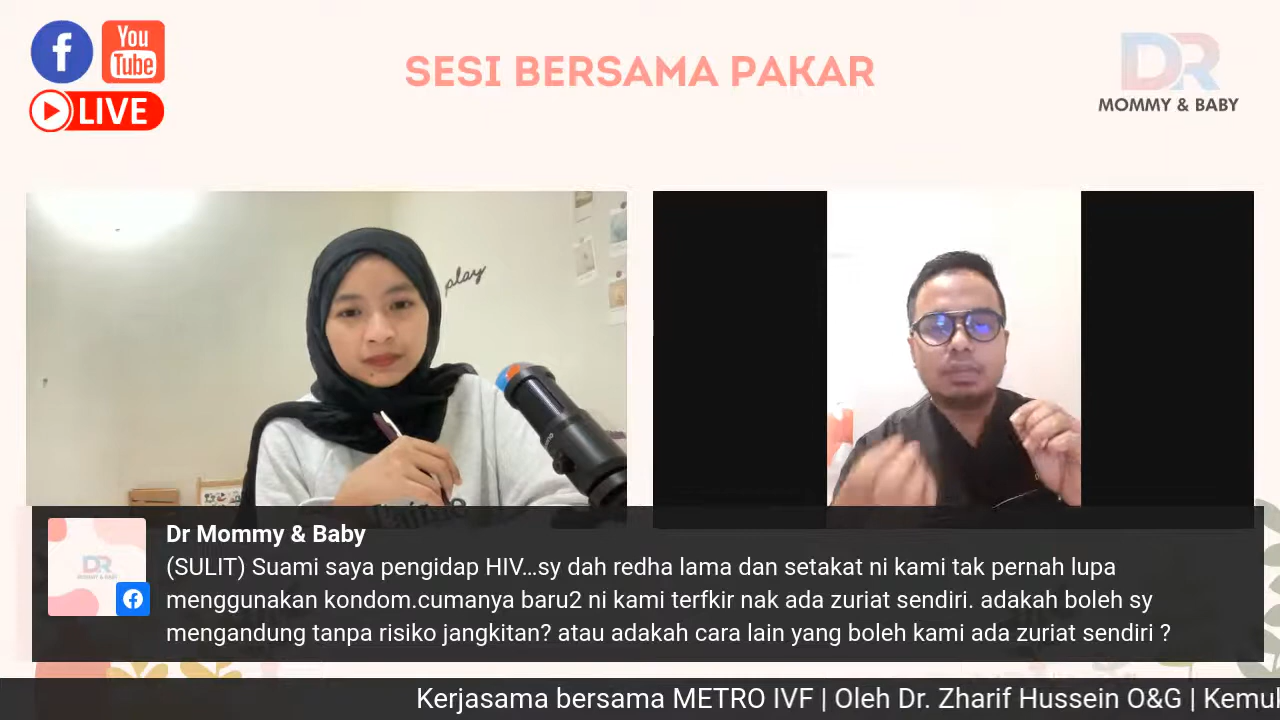 f
You
Tube
LIVE
SESI BERSAMA PAKAR
DR
MOMMY & BABY
play
Dr Mommy & Baby
(SULIT) Suami saya pengidap HIV...sy dah redha lama dan setakat ni kami tak pernah lupa
menggunakan kondom.cumanya baru2 ni kami terfkir nak ada zuriat sendiri. adakah boleh sy
mengandung tanpa risiko jangkitan? atau adakah cara lain yang boleh kami ada zuriat sendiri ?
DR
MOMMY & BABY
Kerjasama bersama METRO IVF | Oleh Dr. Zharif Hussein O&G | Kemul